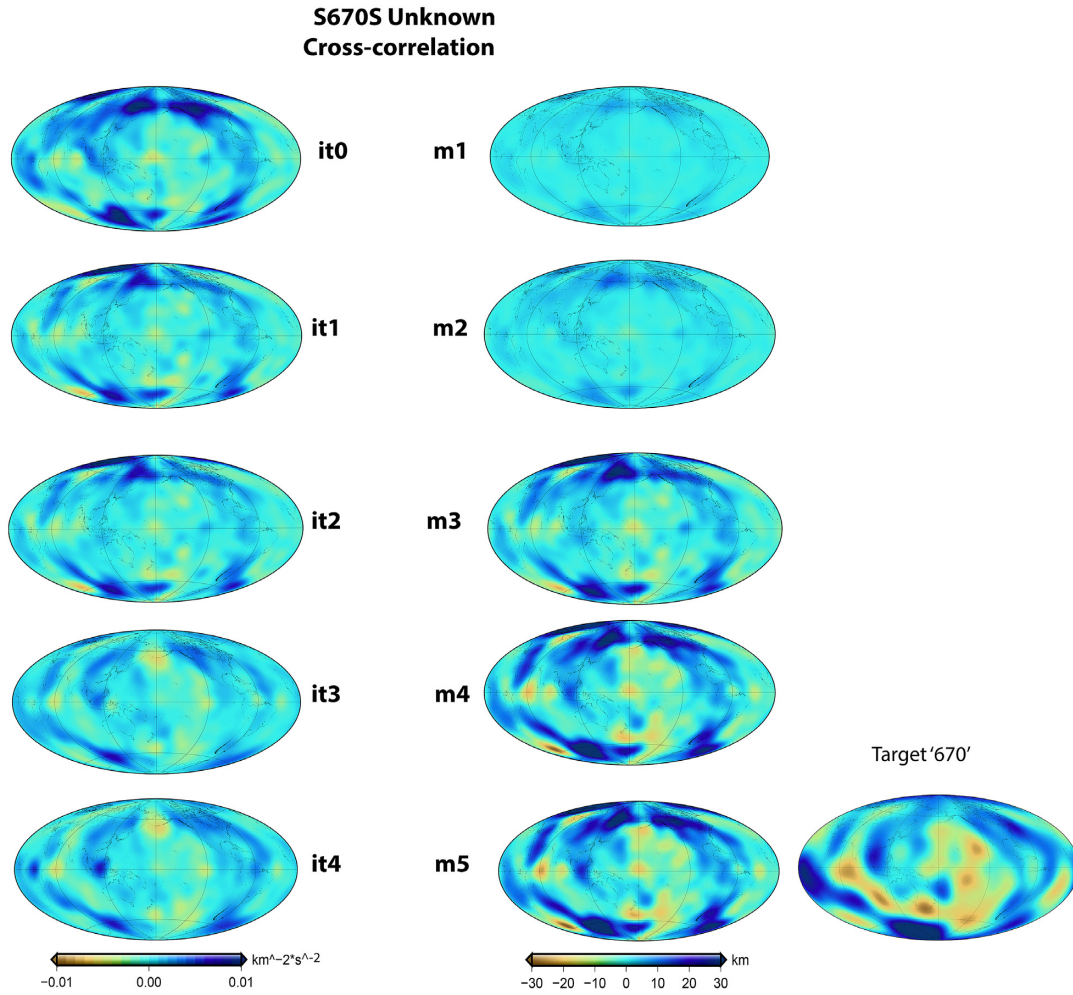 S670S Unknown
Cross-correlation
it0
m1
it1
m2
it2
m3
it3
m4
Target ‘670’
it4
m5
km^−2*s^-2
−0.01 0.00 0.01
km
−30 −20 −10 0 10 20 30